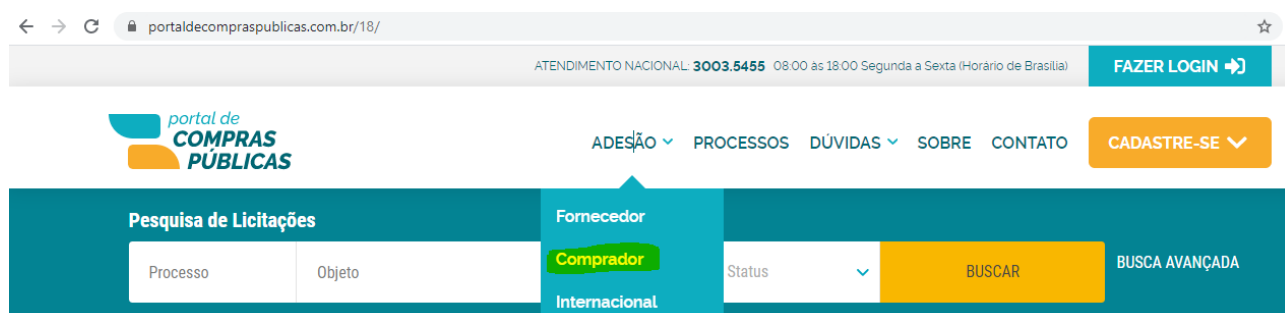 portaldecompraspublicas.com.br/18/
ATENDIMENTO NACIONAL: 3003.5455 08:00 às 18:00 Segunda a Sexta (Horário de Brasília)
FAZER LOGIN
portal de
COMPRAS
PÚBLICAS
ADESÃO
PROCESSOS
DÚVIDAS
SOBRE
CONTATO
CADASTRE-SE
Fornecedor
Comprador
Internacional
Pesquisa de Licitações
Processo
Objeto
Status
BUSCAR
BUSCA AVANÇADA